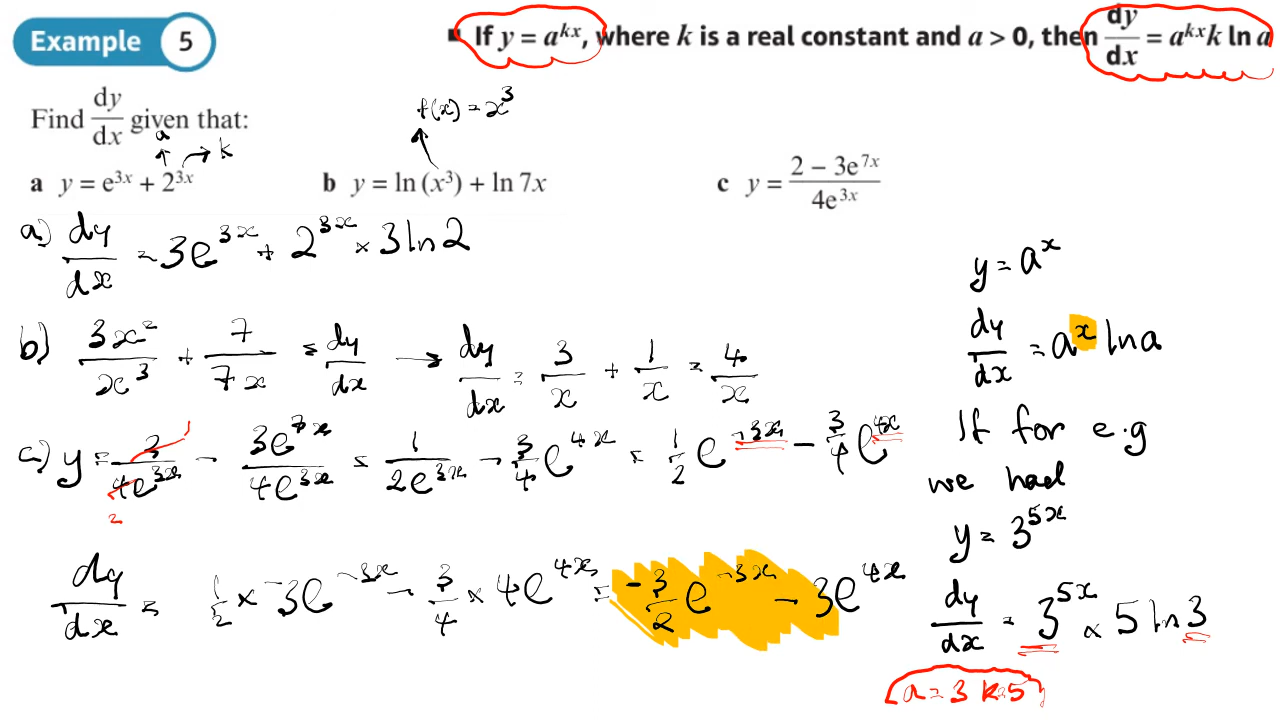 Example 5
■ If y = a^{kx}, where k is a real constant and a > 0, then dy/dx = a^{kx} k ln a
Find dy/dx given that:
a
k
f(x) = x^3
a y = e^{3x} + 2^{3x}
b y = ln (x^3) + ln 7x
c y = (2 − 3e^{7x})/(4e^{3x})
a.) dy/dx = 3e^{3x} + 2^{3x} × 3 ln 2
b) 3x^2/x^3 + 7/7x = dy/dx → dy/dx = 3/x + 1/x = 4/x
c.) y = 2/(4e^{3x}) − 3e^{7x}/(4e^{3x}) = 1/(2e^{3x}) − 3/4 e^{4x} = 1/2 e^{−3x} − 3/4 e^{4x}
1
2
dy/dx = 1/2 × −3e^{−3x} − 3/4 × 4e^{4x} = −3/2 e^{−3x} − 3e^{4x}
y = a^x
dy/dx = a^x ln a
If for e.g
we had
y = 3^{5x}
dy/dx = 3^{5x} × 5 ln 3
a = 3 k = 5